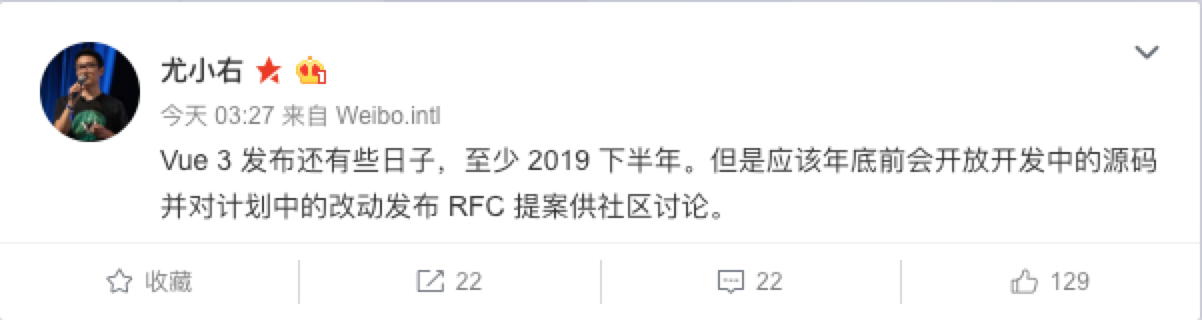 尤小右
今天 03:27 来自 Weibo.intl
Vue 3 发布还有些日子，至少 2019 下半年。但是应该年底前会开放开发中的源码
并对计划中的改动发布 RFC 提案供社区讨论。
收藏 22 22 129